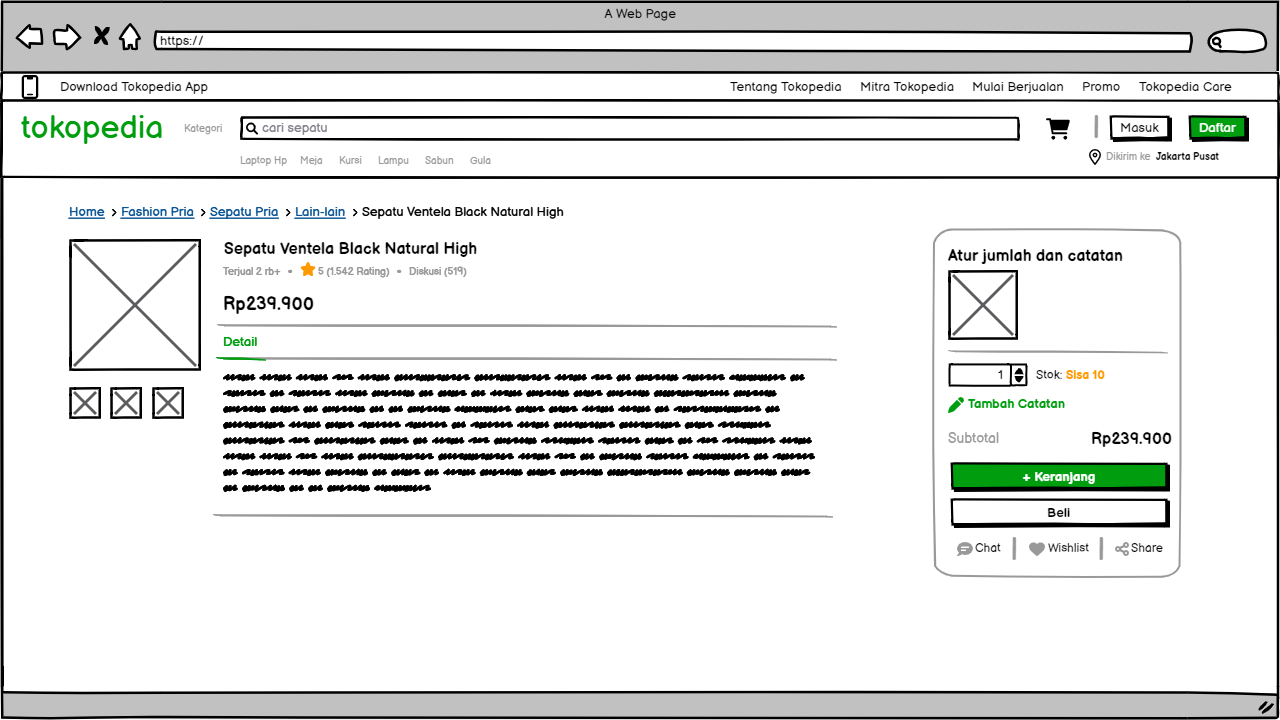 A Web Page
https://
Download Tokopedia App Tentang Tokopedia Mitra Tokopedia Mulai Berjualan Promo Tokopedia Care
tokopedia Kategori cari sepatu Masuk Daftar
Laptop Hp Meja Kursi Lampu Sabun Gula Dikirim ke Jakarta Pusat
Home > Fashion Pria > Sepatu Pria > Lain-lain > Sepatu Ventela Black Natural High
Sepatu Ventela Black Natural High
Terjual 2 rb+ • 5 (1.542 Rating) • Diskusi (519)
Rp239.900
Detail
Atur jumlah dan catatan
1 Stok: Sisa 10
Tambah Catatan
Subtotal Rp239.900
+ Keranjang
Beli
Chat Wishlist Share